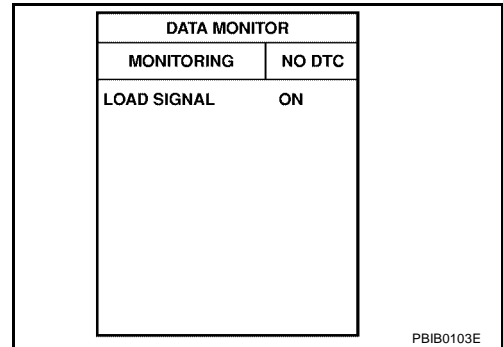 DATA MONITOR
MONITORING NO DTC
LOAD SIGNAL ON
PBIB0103E